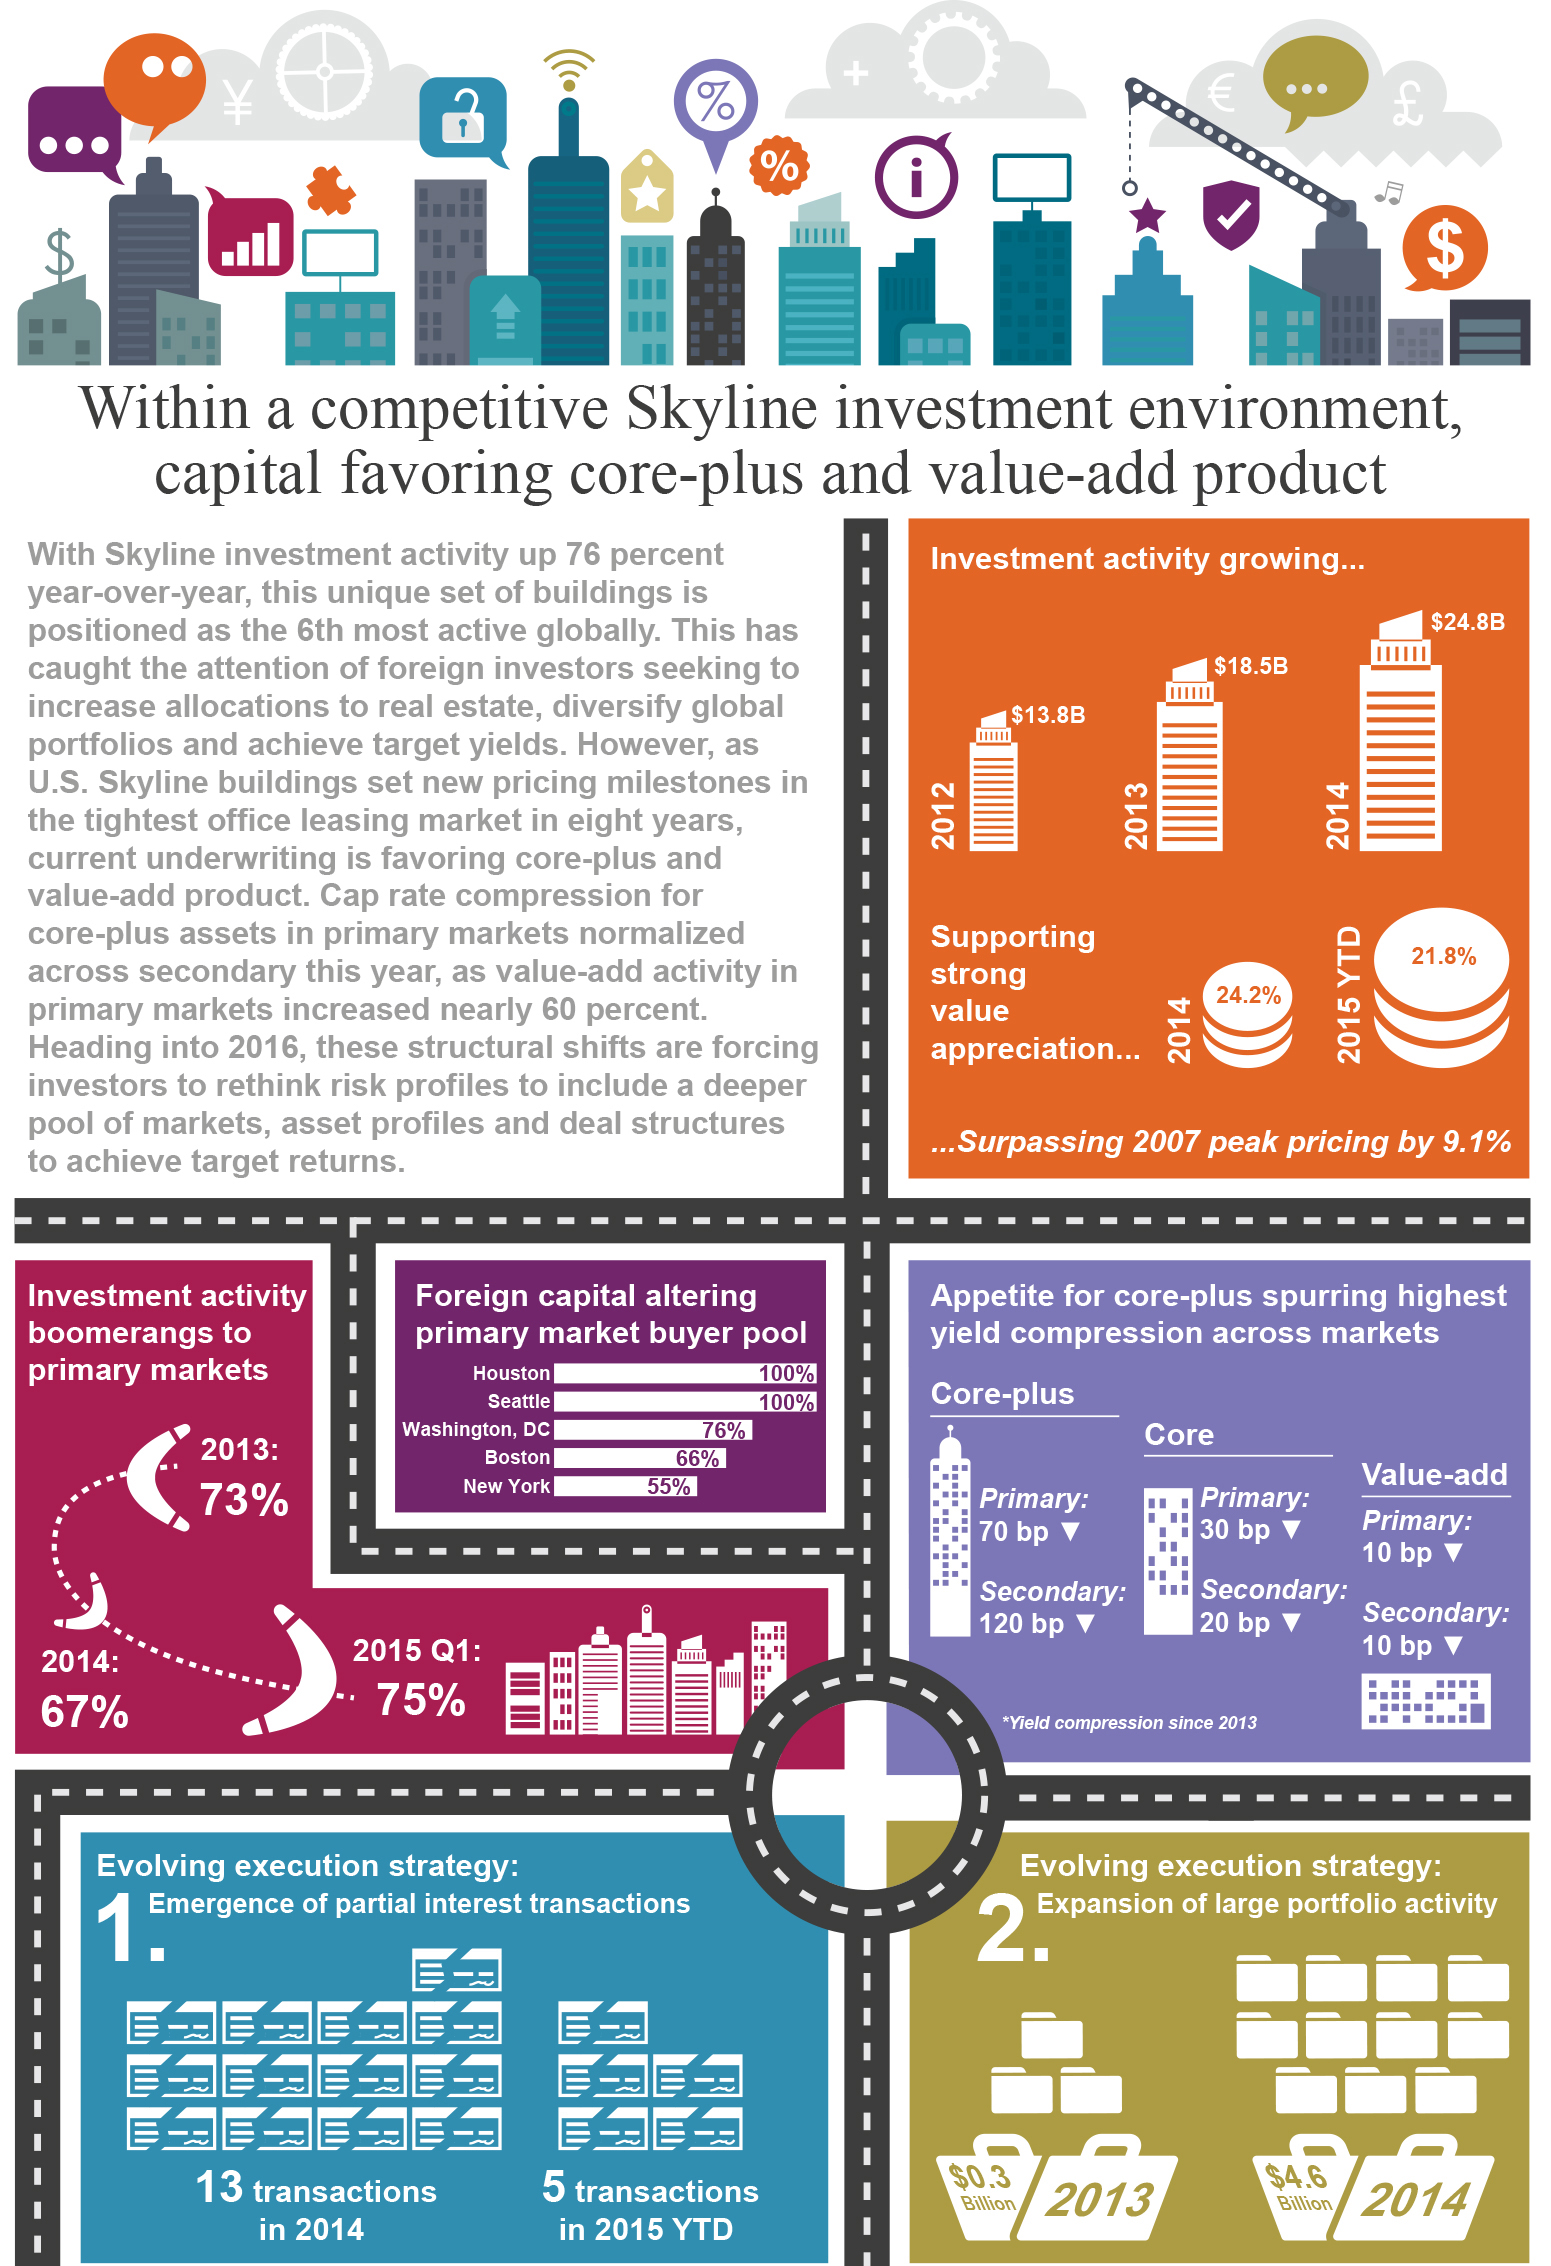 ¥
$
%
%
i
€
£
$
Within a competitive Skyline investment environment,
capital favoring core-plus and value-add product
With Skyline investment activity up 76 percent
year-over-year, this unique set of buildings is
positioned as the 6th most active globally. This has
caught the attention of foreign investors seeking to
increase allocations to real estate, diversify global
portfolios and achieve target yields. However, as
U.S. Skyline buildings set new pricing milestones in
the tightest office leasing market in eight years,
current underwriting is favoring core-plus and
value-add product. Cap rate compression for
core-plus assets in primary markets normalized
across secondary this year, as value-add activity in
primary markets increased nearly 60 percent.
Heading into 2016, these structural shifts are forcing
investors to rethink risk profiles to include a deeper
pool of markets, asset profiles and deal structures
to achieve target returns.
Investment activity growing...
2012
$13.8B
2013
$18.5B
2014
$24.8B
Supporting
strong
value
appreciation...
2014
24.2%
2015 YTD
21.8%
...Surpassing 2007 peak pricing by 9.1%
Investment activity
boomerangs to
primary markets
2013:
73%
2014:
67%
2015 Q1:
75%
Foreign capital altering
primary market buyer pool
Houston 100%
Seattle 100%
Washington, DC 76%
Boston 66%
New York 55%
Appetite for core-plus spurring highest
yield compression across markets
Core-plus
Primary:
70 bp ▼
Secondary:
120 bp ▼
Core
Primary:
30 bp ▼
Secondary:
20 bp ▼
Value-add
Primary:
10 bp ▼
Secondary:
10 bp ▼
*Yield compression since 2013
Evolving execution strategy:
1. Emergence of partial interest transactions
13 transactions
in 2014
5 transactions
in 2015 YTD
Evolving execution strategy:
2. Expansion of large portfolio activity
$0.3
Billion
2013
$4.6
Billion
2014